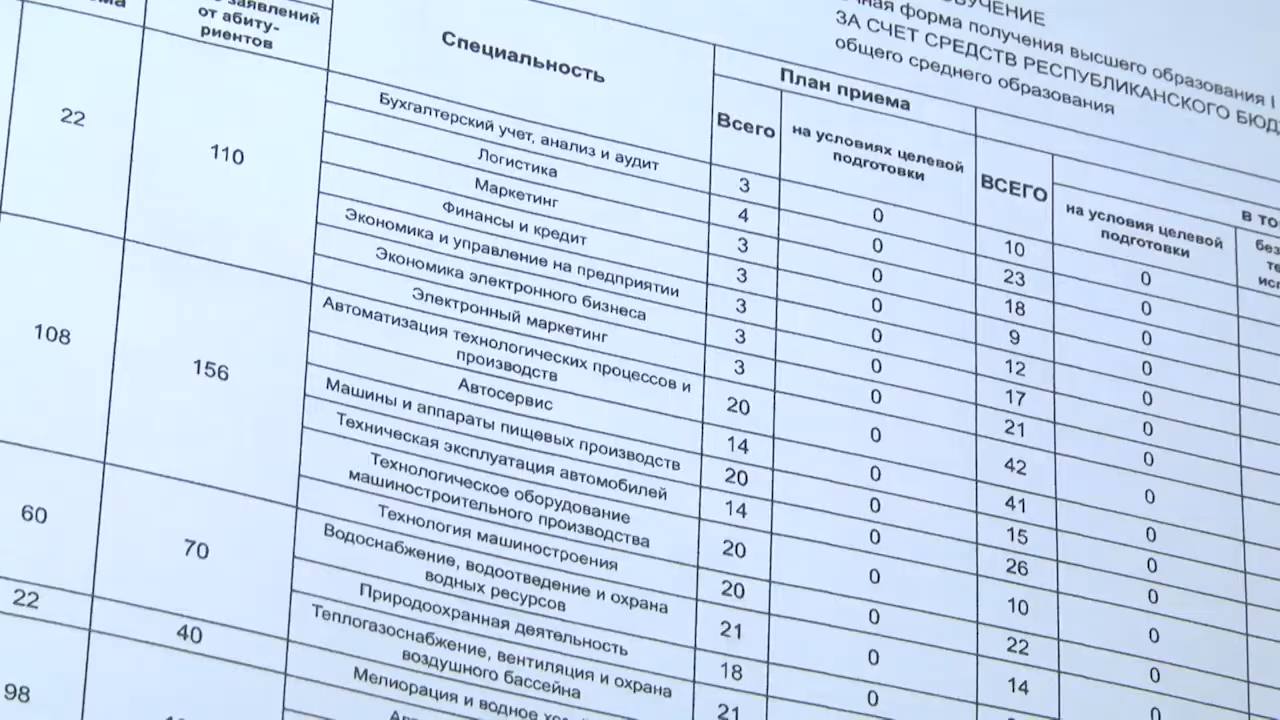 заявлений
от абиту-
риентов
Специальность
ОБУЧЕНИЕ
форма получения высшего образования I
ЗА СЧЕТ СРЕДСТВ РЕСПУБЛИКАНСКОГО БЮД
общего среднего образования
План приема
Всего
на условиях целевой
подготовки
ВСЕГО
в то
на условия целевой
подготовки
без
22 110
Бухгалтерский учет, анализ и аудит 3 0 10 0
Логистика 4 0 23 0
Маркетинг 3 0 18 0
Финансы и кредит 3 0 9 0
Экономика и управление на предприятии 3 0 12 0
Экономика электронного бизнеса 3 0 17 0
Электронный маркетинг 3 0 21 0
108 156
Автоматизация технологических процессов и
производств 20 0 42 0
Автосервис 14 0 41 0
Машины и аппараты пищевых производств 20 0 15 0
Техническая эксплуатация автомобилей 14 0 26 0
Технологическое оборудование
машиностроительного производства 20 0 10 0
Технология машиностроения 20 0 22 0
60 70
Водоснабжение, водоотведение и охрана
водных ресурсов 21 0 14 0
Природоохранная деятельность 18 0
Теплогазоснабжение, вентиляция и охрана
воздушного бассейна 21
22 40
Мелиорация и водное
98